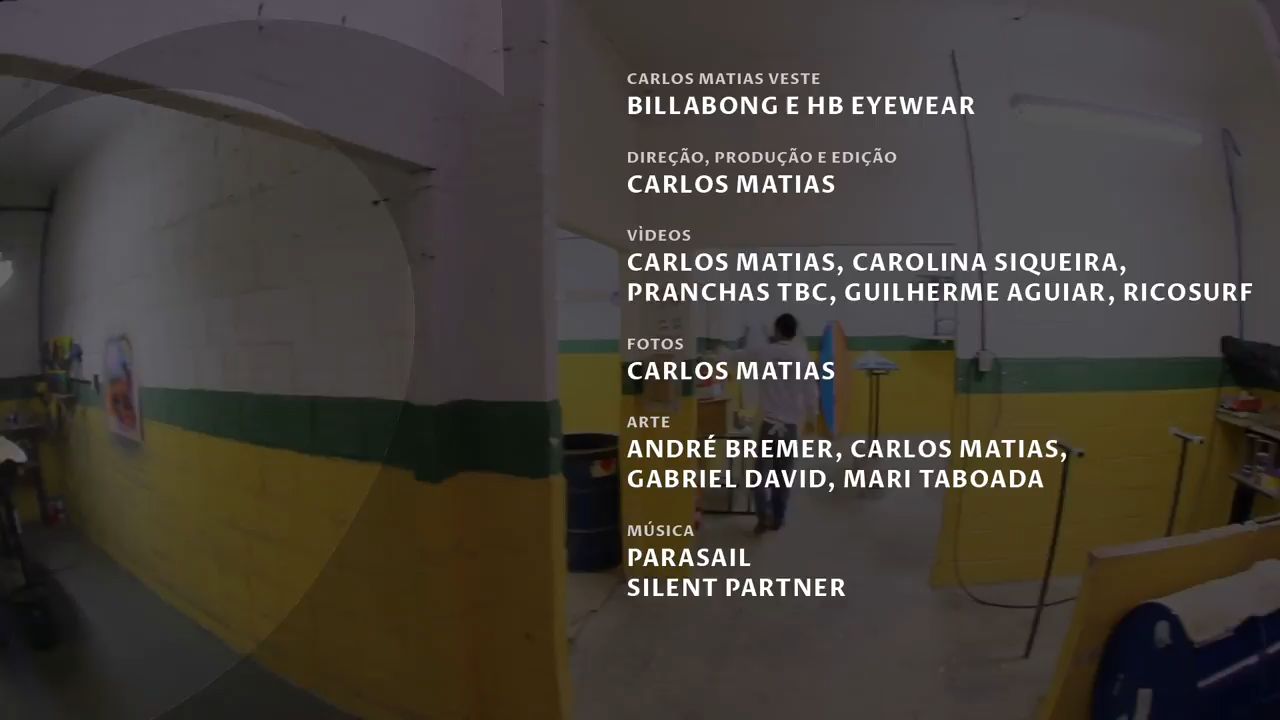 CARLOS MATIAS VESTE
BILLABONG E HB EYEWEAR
DIREÇÃO, PRODUÇÃO E EDIÇÃO
CARLOS MATIAS
VÌDEOS
CARLOS MATIAS, CAROLINA SIQUEIRA,
PRANCHAS TBC, GUILHERME AGUIAR, RICOSURF
FOTOS
CARLOS MATIAS
ARTE
ANDRÉ BREMER, CARLOS MATIAS,
GABRIEL DAVID, MARI TABOADA
MÚSICA
PARASAIL
SILENT PARTNER